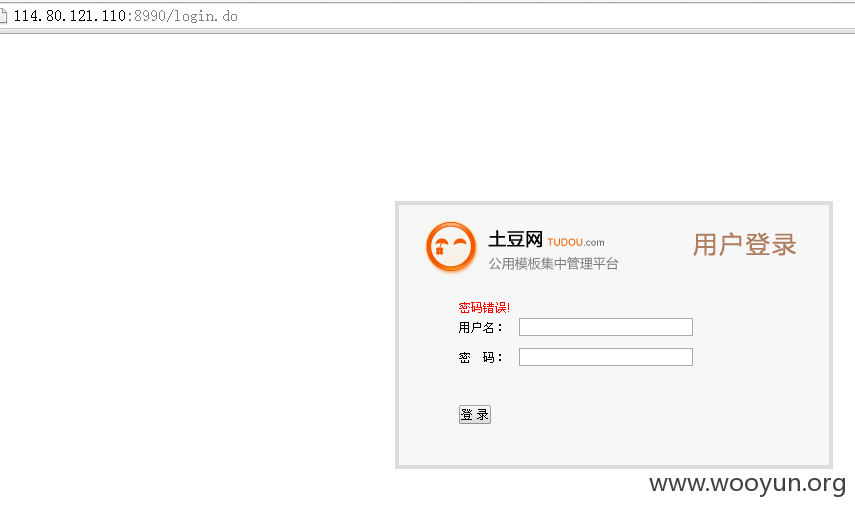 114.80.121.110:8990/login.do
土豆网 TUDOU.com
用户登录
公用模板集中管理平台
密码错误!
用户名：
密 码：
登 录
www.wooyun.org